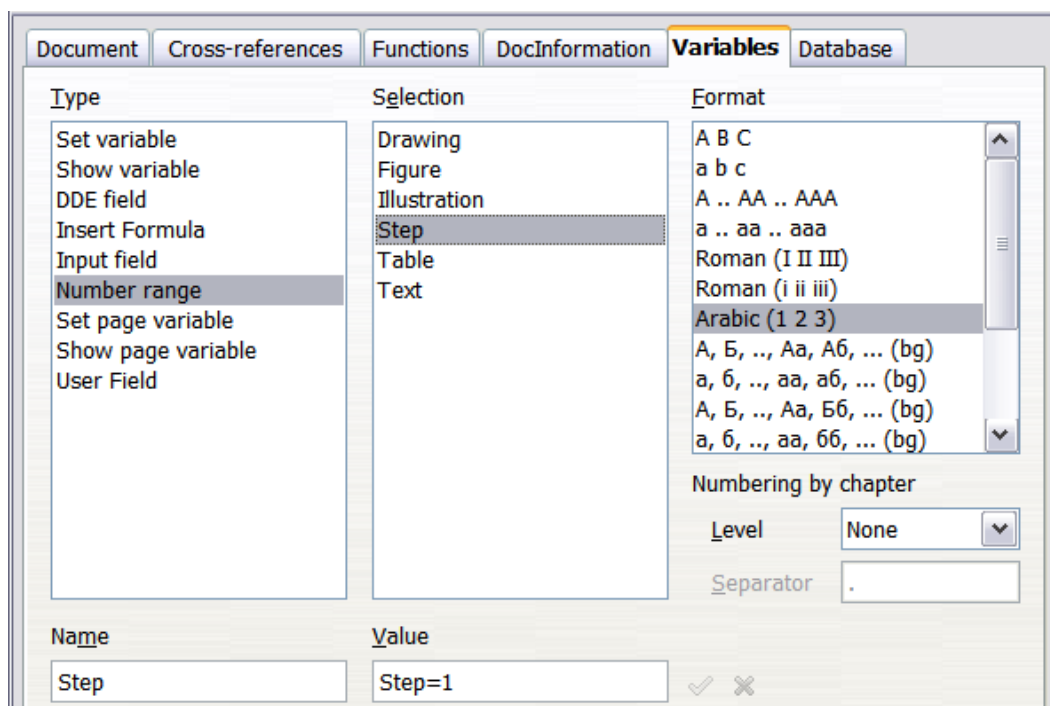 Document Cross-references Functions DocInformation Variables Database
Type
Set variable
Show variable
DDE field
Insert Formula
Input field
Number range
Set page variable
Show page variable
User Field
Selection
Drawing
Figure
Illustration
Step
Table
Text
Format
A B C
a b c
A .. AA .. AAA
a .. aa .. aaa
Roman (I II III)
Roman (i ii iii)
Arabic (1 2 3)
А, Б, .., Аа, Аб, ... (bg)
а, б, .., аа, аб, ... (bg)
А, Б, .., Аа, Бб, ... (bg)
а, б, .., аа, бб, ... (bg)
Numbering by chapter
Level None
Separator .
Name
Step
Value
Step=1